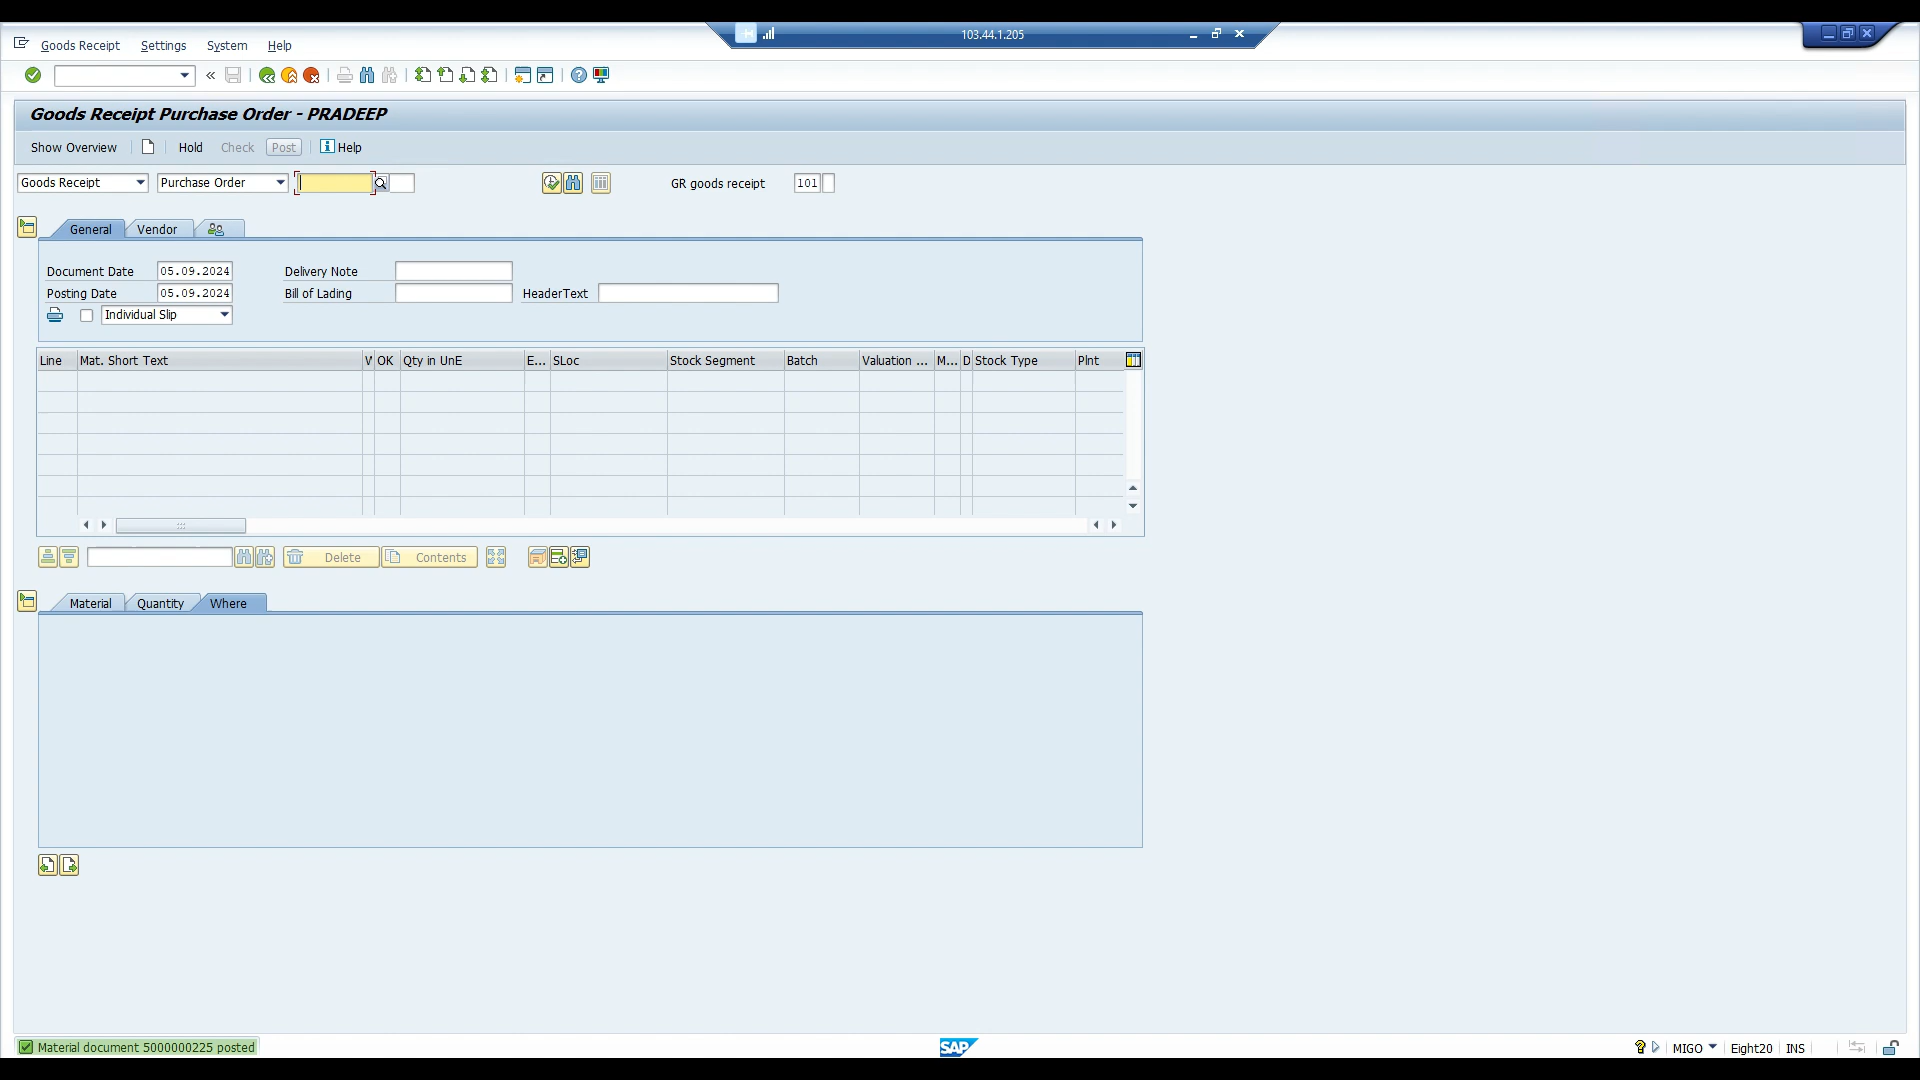 103.44.1.205
Goods Receipt Settings System Help
Goods Receipt Purchase Order - PRADEEP
Show Overview Hold Check Post Help
Goods Receipt Purchase Order GR goods receipt 101
General Vendor
Document Date 05.09.2024 Delivery Note
Posting Date 05.09.2024 Bill of Lading HeaderText
Individual Slip
Line Mat. Short Text V OK Qty in UnE E... SLoc Stock Segment Batch Valuation ... M... D Stock Type Plnt
Delete Contents
Material Quantity Where
Material document 5000000225 posted SAP MIGO Eight20 INS